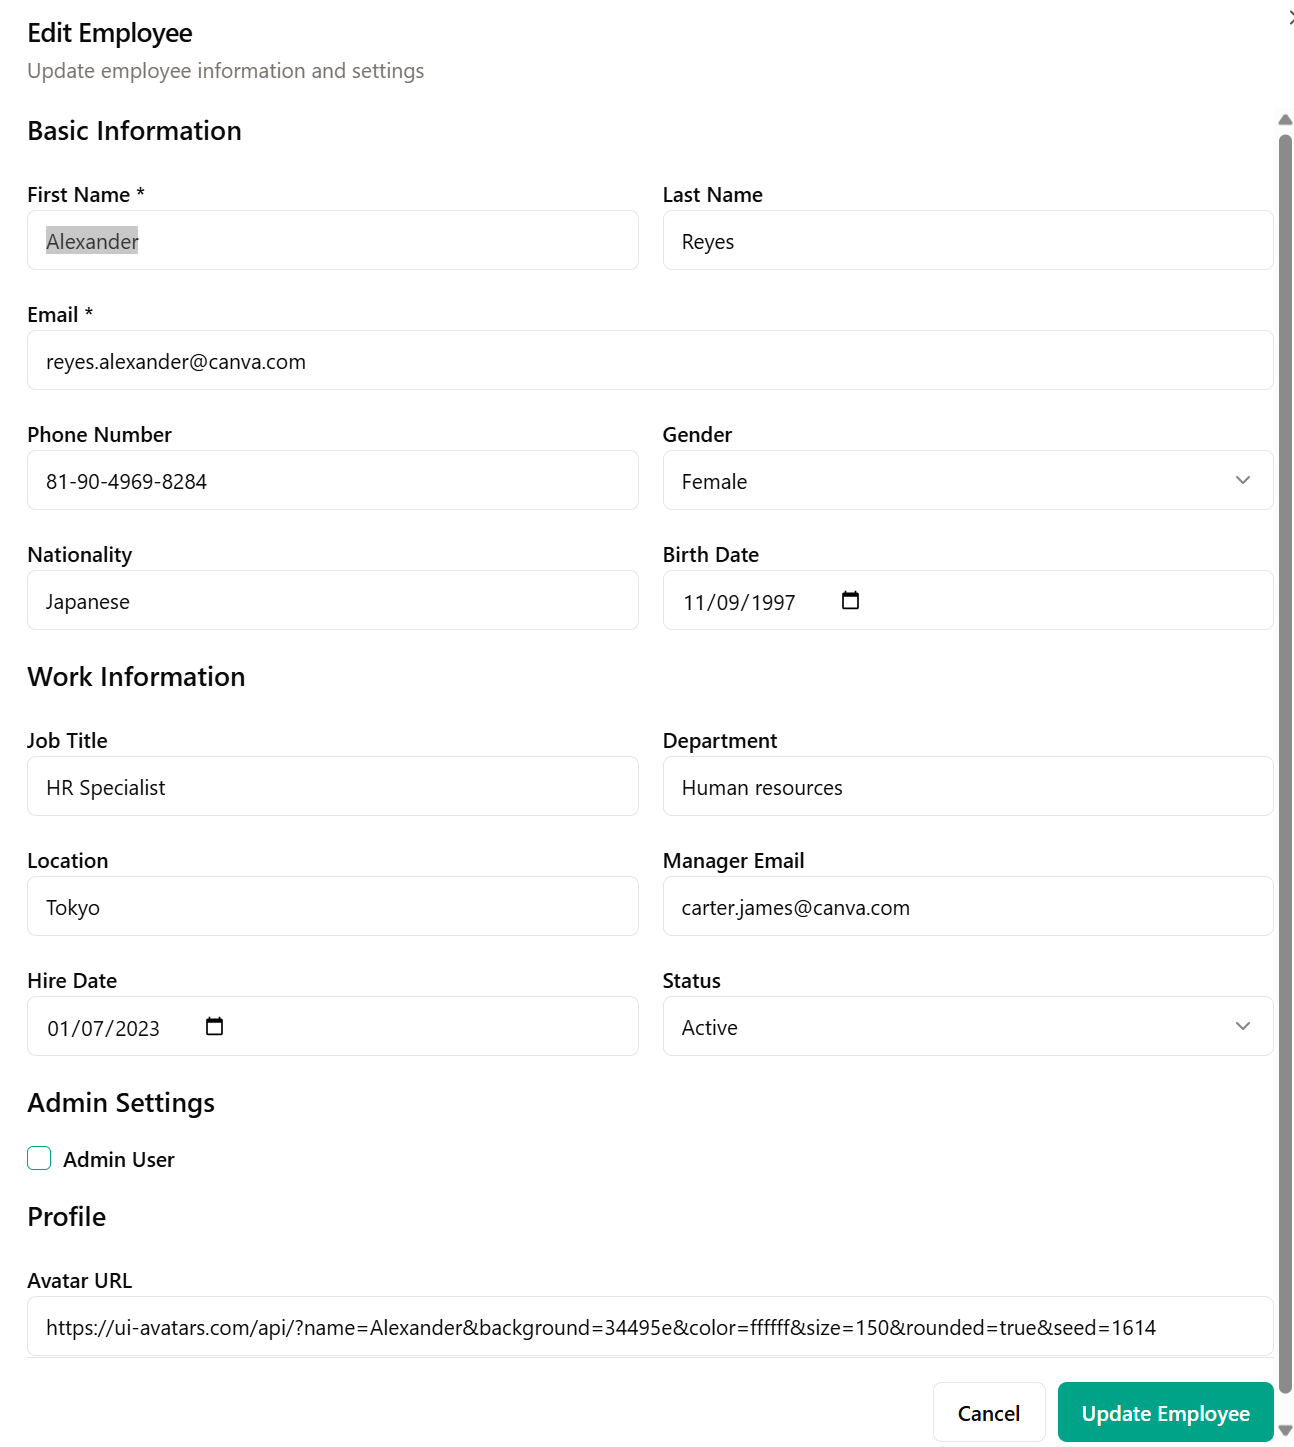 Edit Employee
Update employee information and settings
Basic Information
First Name *
Last Name
Alexander
Reyes
Email *
reyes.alexander@canva.com
Phone Number
Gender
81-90-4969-8284
Female
Nationality
Birth Date
Japanese
11/09/1997
Work Information
Job Title
Department
HR Specialist
Human resources
Location
Manager Email
Tokyo
carter.james@canva.com
Hire Date
Status
01/07/2023
Active
Admin Settings
Admin User
Profile
Avatar URL
https://ui-avatars.com/api/?name=Alexander&background=34495e&color=ffffff&size=150&rounded=true&seed=1614
Cancel
Update Employee